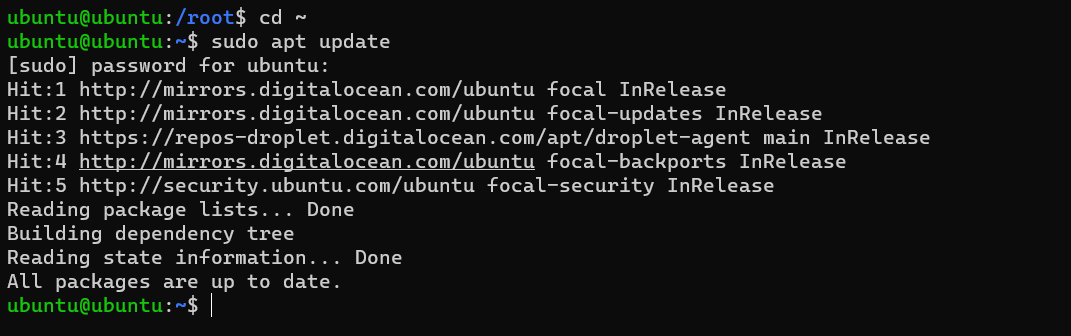 ubuntu@ubuntu:/root$ cd ~
ubuntu@ubuntu:~$ sudo apt update
[sudo] password for ubuntu:
Hit:1 http://mirrors.digitalocean.com/ubuntu focal InRelease
Hit:2 http://mirrors.digitalocean.com/ubuntu focal-updates InRelease
Hit:3 https://repos-droplet.digitalocean.com/apt/droplet-agent main InRelease
Hit:4 http://mirrors.digitalocean.com/ubuntu focal-backports InRelease
Hit:5 http://security.ubuntu.com/ubuntu focal-security InRelease
Reading package lists... Done
Building dependency tree
Reading state information... Done
All packages are up to date.
ubuntu@ubuntu:~$